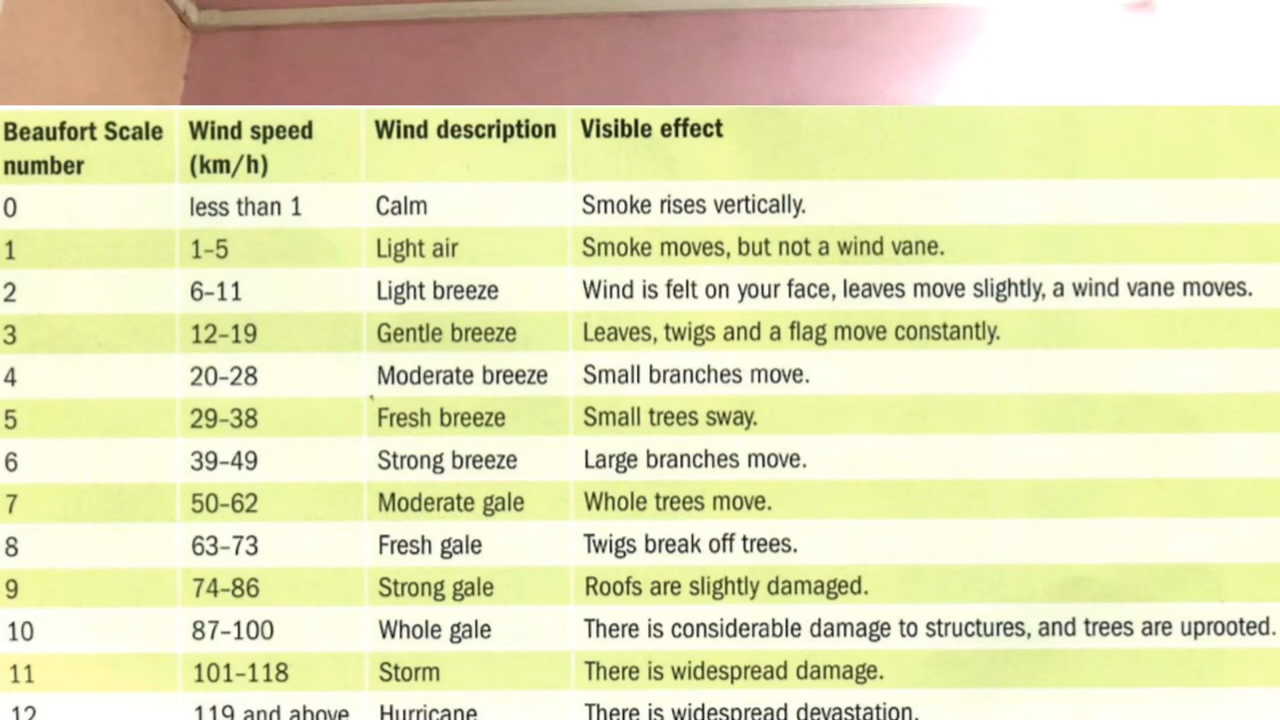 Beaufort Scale number Wind speed (km/h) Wind description Visible effect
0 less than 1 Calm Smoke rises vertically.
1 1–5 Light air Smoke moves, but not a wind vane.
2 6–11 Light breeze Wind is felt on your face, leaves move slightly, a wind vane moves.
3 12–19 Gentle breeze Leaves, twigs and a flag move constantly.
4 20–28 Moderate breeze Small branches move.
5 29–38 Fresh breeze Small trees sway.
6 39–49 Strong breeze Large branches move.
7 50–62 Moderate gale Whole trees move.
8 63–73 Fresh gale Twigs break off trees.
9 74–86 Strong gale Roofs are slightly damaged.
10 87–100 Whole gale There is considerable damage to structures, and trees are uprooted.
11 101–118 Storm There is widespread damage.
12 119 and above Hurricane There is widespread devastation.